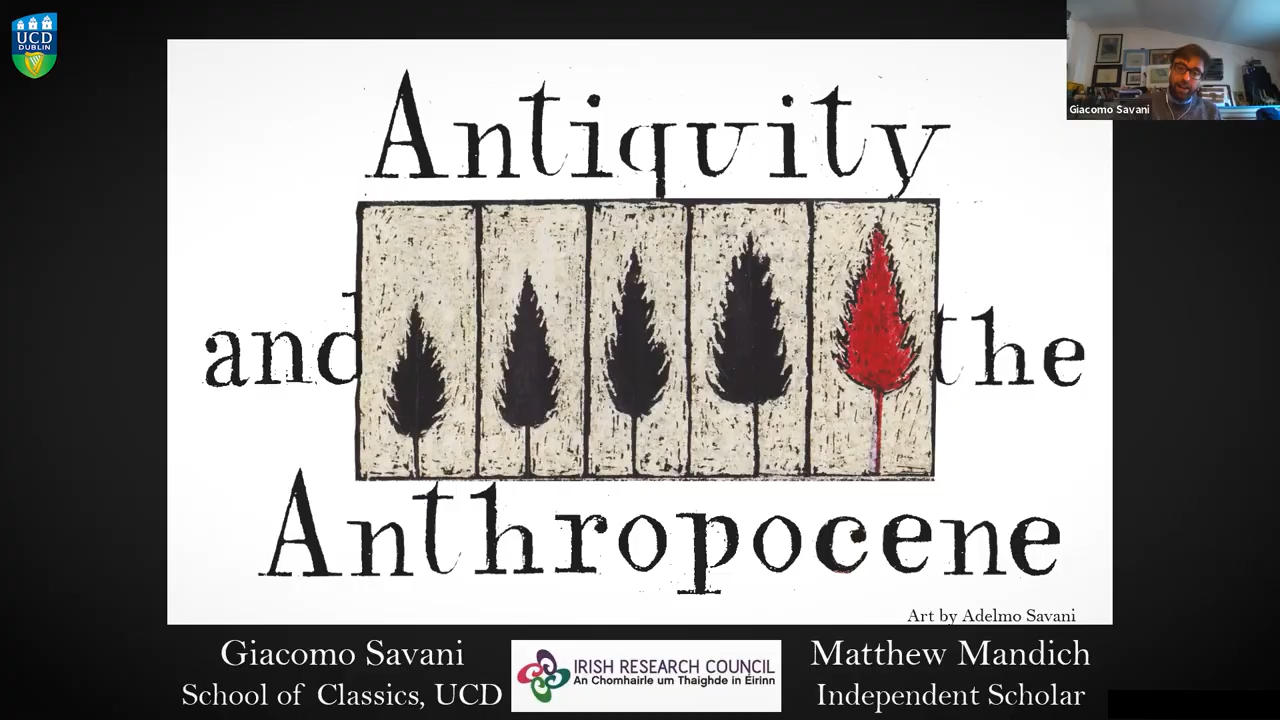 UCD
DUBLIN
Giacomo Savani
Antiquity
and the
Anthropocene
Art by Adelmo Savani
Giacomo Savani
School of Classics, UCD
IRISH RESEARCH COUNCIL
An Chomhairle um Thaighde in Éirinn
Matthew Mandich
Independent Scholar